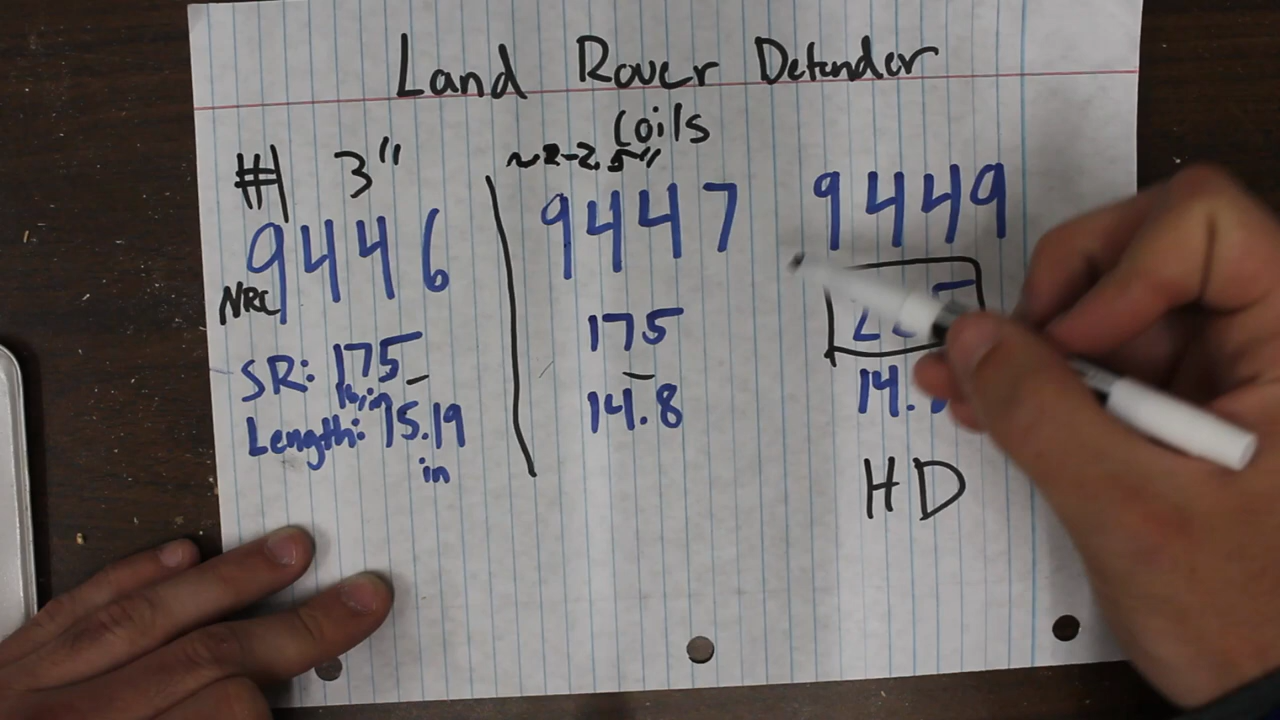 Land Rover Defender
Coils
# 3" ~2-2.5"
9446 9447 9449
NRC
SR: 175 175
lb/in
Length: 15.19 14.8 14.
in
HD